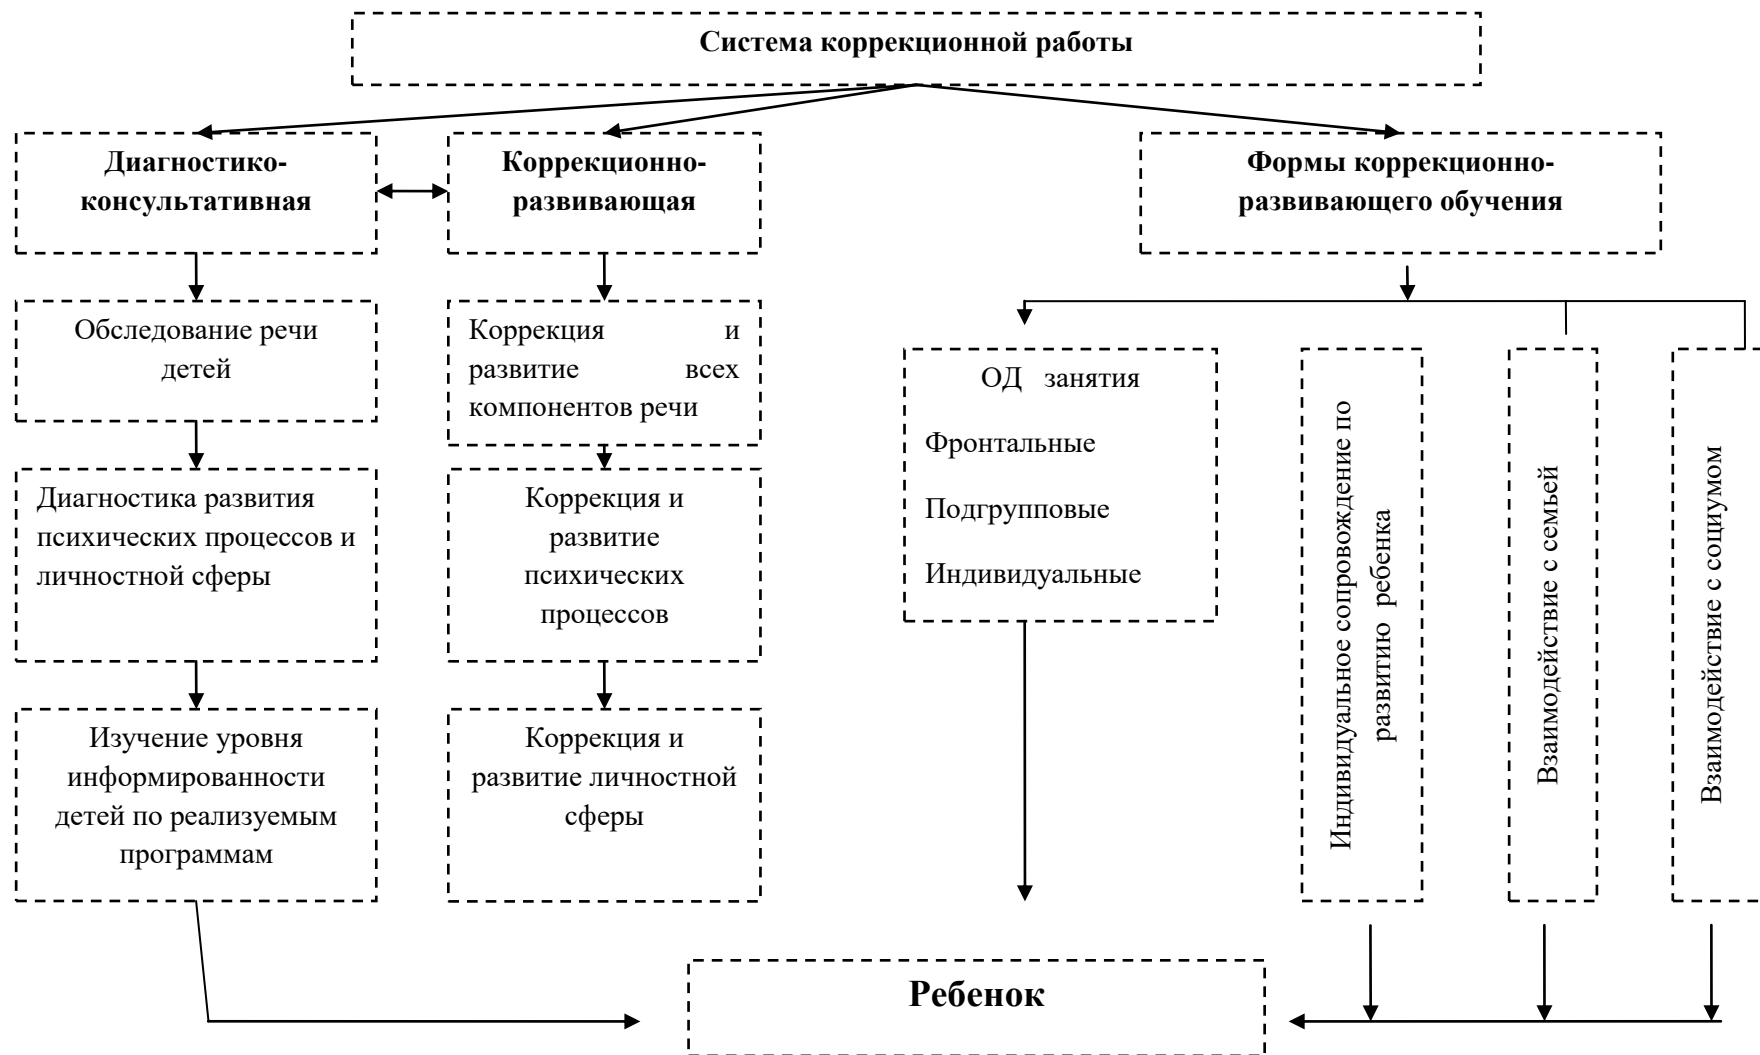 Система коррекционной работы
Диагностико-
консультативная
Коррекционно-
развивающая
Формы коррекционно-
развивающего обучения
Обследование речи
детей
Коррекция и
развитие всех
компонентов речи
ОД занятия
Фронтальные
Подгрупповые
Индивидуальные
Индивидуальное сопровождение по
развитию ребенка
Взаимодействие с семьей
Взаимодействие с социумом
Диагностика развития
психических процессов и
личностной сферы
Коррекция и
развитие
психических
процессов
Изучение уровня
информированности
детей по реализуемым
программам
Коррекция и
развитие личностной
сферы
Ребенок